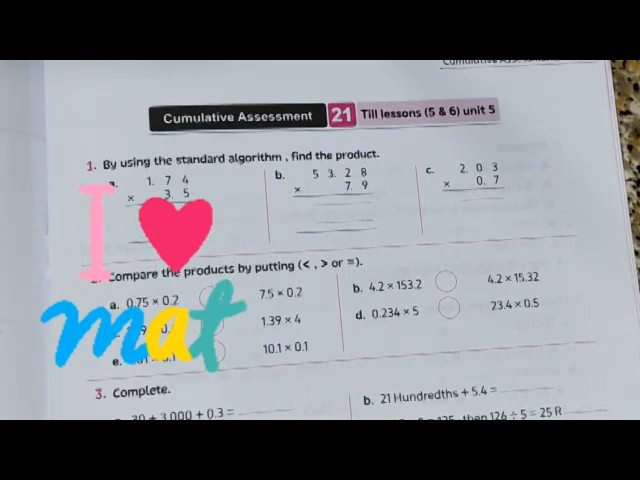 Cumulative Assessment 21 Till lessons (5 & 6) unit 5
1. By using the standard algorithm , find the product.
1. 7 4
× 3. 5
b. 5 3. 2 8
× 7. 9
c. 2. 0 3
× 0. 7
I
mat
Compare the products by putting (< , > or =).
a. 0.75 × 0.2 7.5 × 0.2
b. 4.2 × 153.2 4.2 × 15.32
1.39 × 4
d. 0.234 × 5 23.4 × 0.5
e. 10.1 × 0.1
3. Complete.
30 + 3,000 + 0.3 =
b. 21 Hundredths + 5.4 =
then 126 ÷ 5 = 25 R